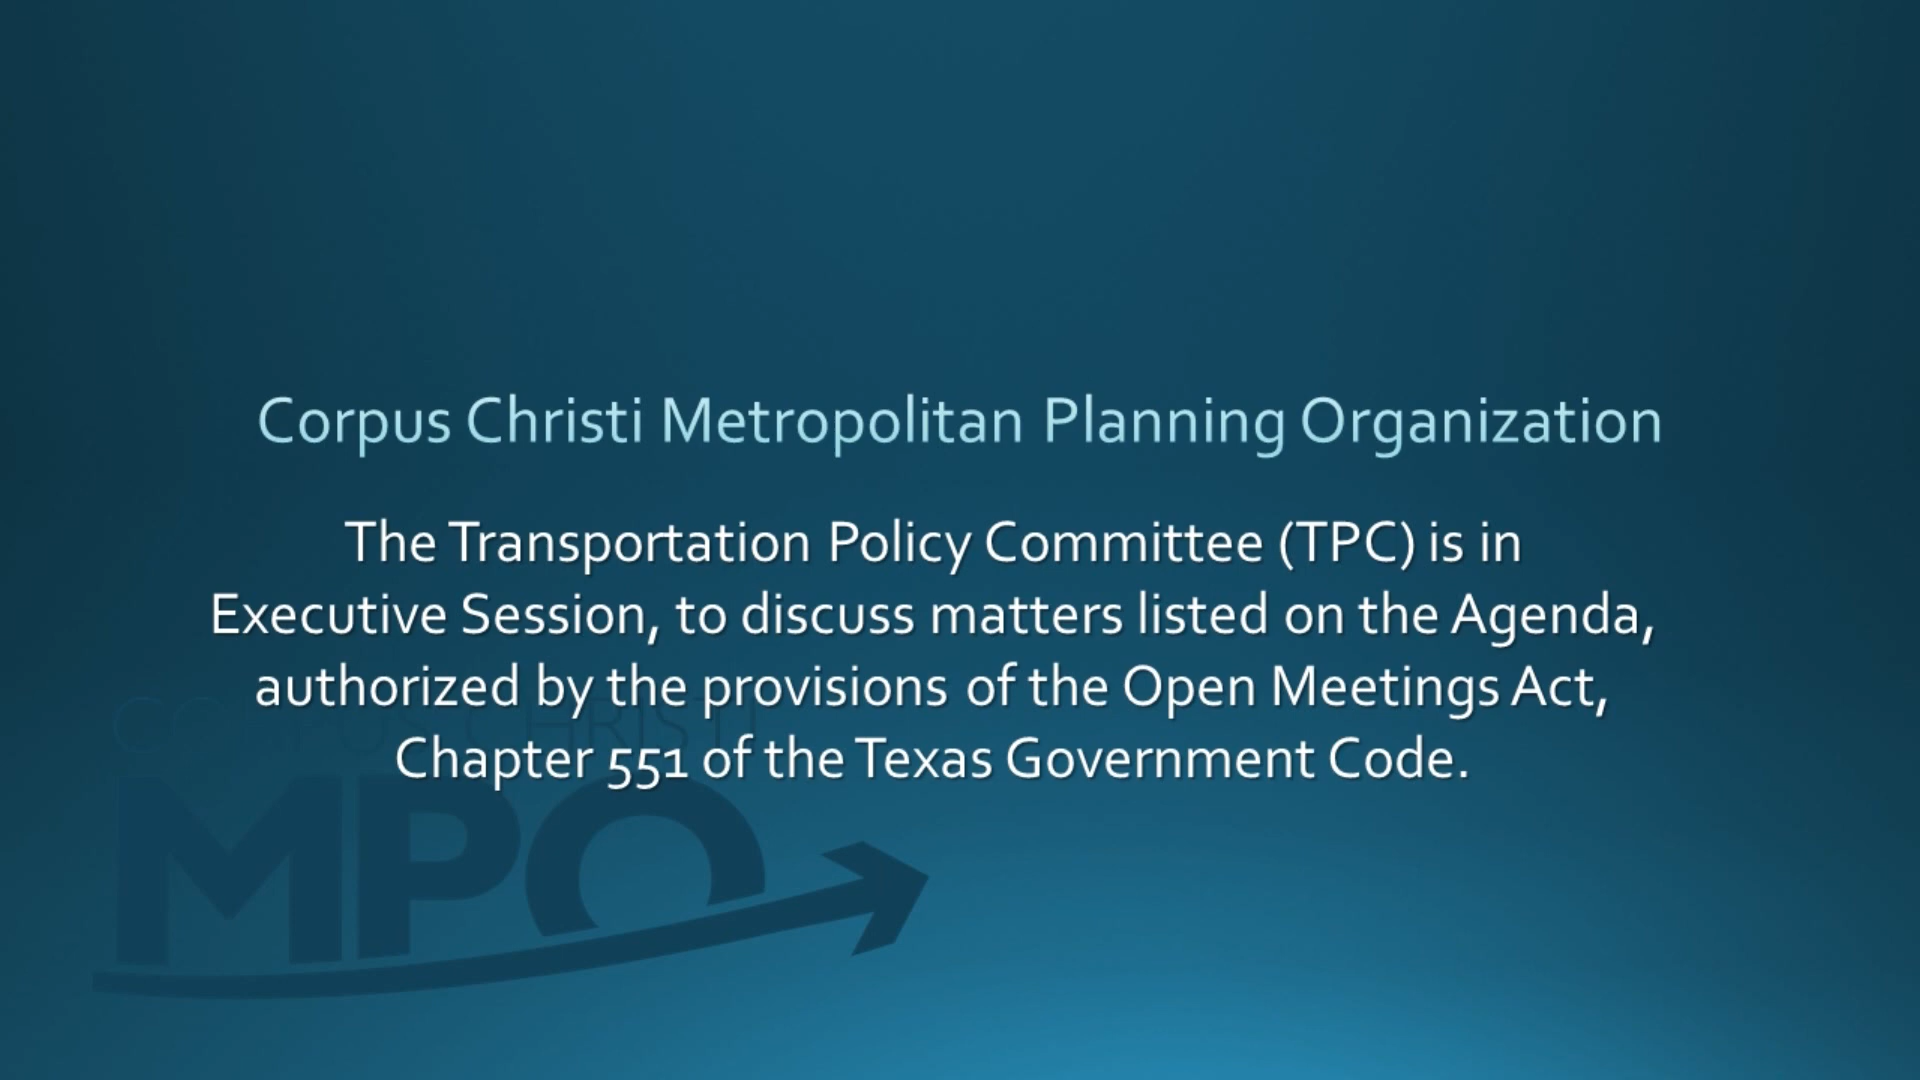 Corpus Christi Metropolitan Planning Organization
The Transportation Policy Committee (TPC) is in
Executive Session, to discuss matters listed on the Agenda,
authorized by the provisions of the Open Meetings Act,
Chapter 551 of the Texas Government Code.
CORPUS CHRISTI
MPO